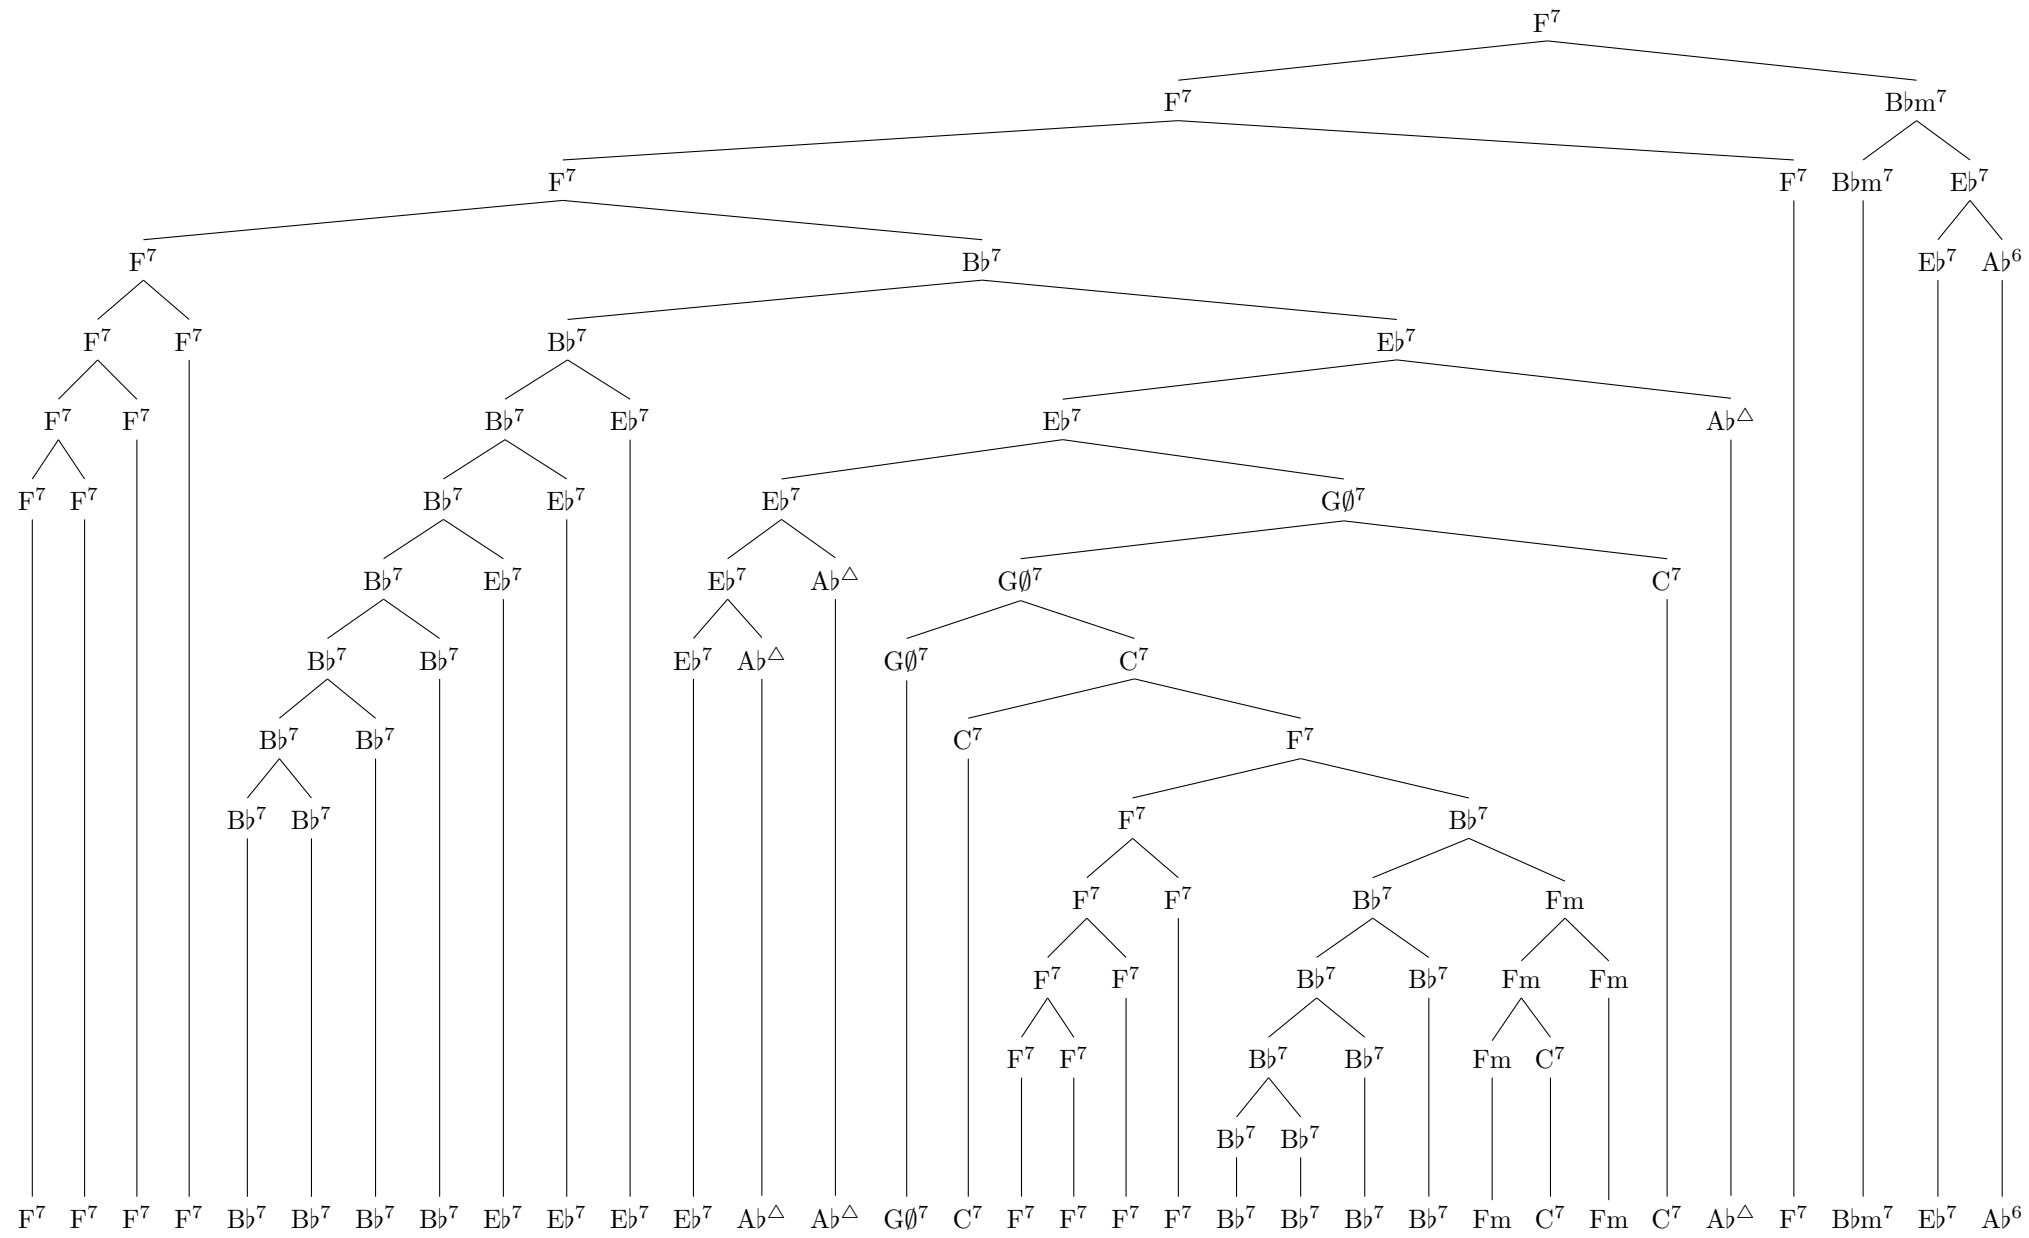 F⁷
F⁷ B♭m⁷
F⁷ F⁷ B♭m⁷ E♭⁷
F⁷ B♭⁷ E♭⁷ A♭⁶
F⁷ F⁷ B♭⁷ E♭⁷
F⁷ F⁷ B♭⁷ E♭⁷ E♭⁷ A♭△
F⁷ F⁷ B♭⁷ E♭⁷ E♭⁷ G∅⁷
B♭⁷ E♭⁷ E♭⁷ A♭△ G∅⁷ C⁷
B♭⁷ B♭⁷ E♭⁷ A♭△ G∅⁷ C⁷
B♭⁷ B♭⁷ C⁷ F⁷
B♭⁷ B♭⁷ F⁷ B♭⁷
F⁷ F⁷ B♭⁷ Fm
F⁷ F⁷ B♭⁷ B♭⁷ Fm Fm
F⁷ F⁷ B♭⁷ B♭⁷ Fm C⁷
B♭⁷ B♭⁷
F⁷ F⁷ F⁷ F⁷ B♭⁷ B♭⁷ B♭⁷ B♭⁷ E♭⁷ E♭⁷ E♭⁷ E♭⁷ A♭△ A♭△ G∅⁷ C⁷ F⁷ F⁷ F⁷ F⁷ B♭⁷ B♭⁷ B♭⁷ B♭⁷ Fm C⁷ Fm C⁷ A♭△ F⁷ B♭m⁷ E♭⁷ A♭⁶